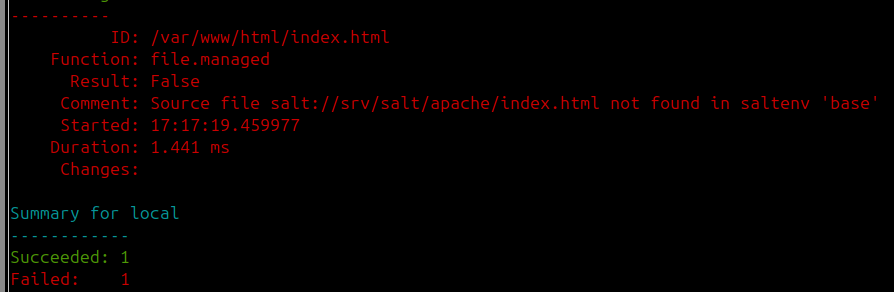 ----------
ID: /var/www/html/index.html
Function: file.managed
Result: False
Comment: Source file salt://srv/salt/apache/index.html not found in saltenv 'base'
Started: 17:17:19.459977
Duration: 1.441 ms
Changes:
Summary for local
------------
Succeeded: 1
Failed: 1